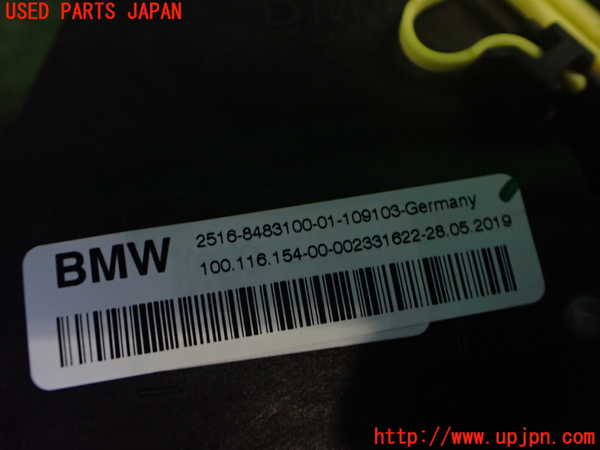 USED PARTS JAPAN
BMW
2516-8483100-01-109103-Germany
100.116.154-00-002331622-28.05.2019
www.upjpn.com